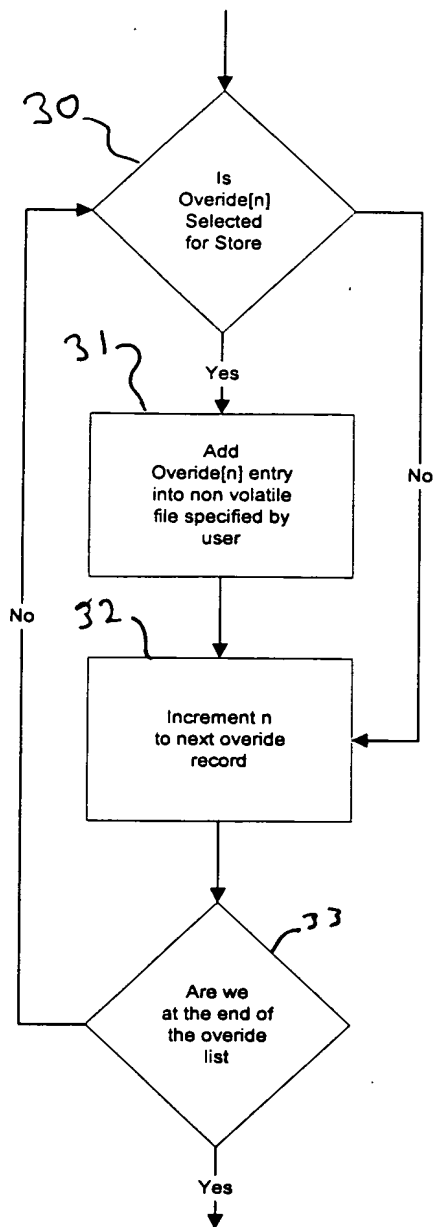 30
Is
Overide[n]
Selected
for Store
31
Yes
Add
Overide[n] entry
into non volatile
file specified by
user
No
No
32
Increment n
to next overide
record
33
Are we
at the end of
the overide
list
Yes